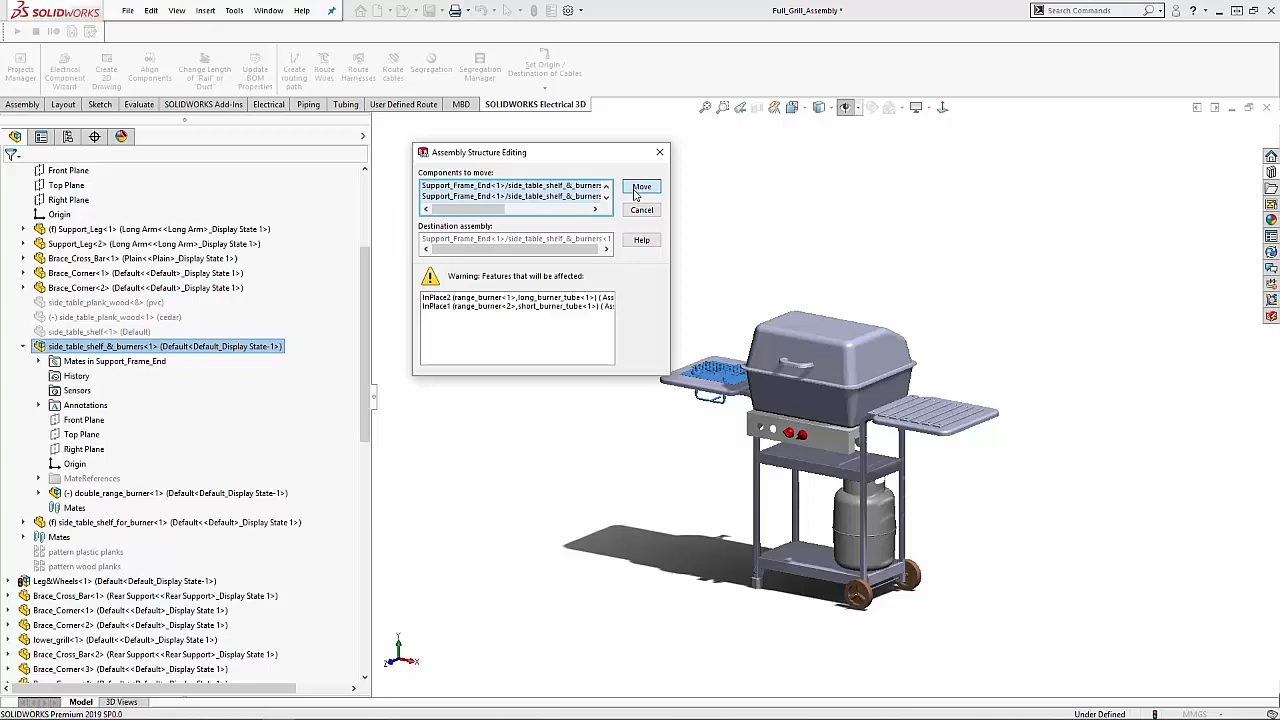 SOLIDWORKS
File
Edit
View
Insert
Tools
Window
Help
Full_Grill_Assembly *
Search Commands
Projects Manager
Electrical Component Wizard
Create 2D Drawing
Align Components
Change Length of "Rail" or "Duct"
Update BOM Properties
Create routing path
Route Wires
Route Harnesses
Route cables
Segregation
Segregation Manager
Set Origin / Destination of Cables
Assembly
Layout
Sketch
Evaluate
SOLIDWORKS Add-Ins
Electrical
Piping
Tubing
User Defined Route
MBD
SOLIDWORKS Electrical 3D
Front Plane
Top Plane
Right Plane
Origin
(f) Support_Leg<1> (Long Arm<<Long Arm>_Display State 1>)
Support_Leg<2> (Long Arm<<Long Arm>_Display State 1>)
Brace_Cross_Bar<1> (Plain<<Plain>_Display State 1>)
Brace_Corner<1> (Default<<Default>_Display State 1>)
Brace_Corner<2> (Default<<Default>_Display State 1>)
side_table_plank_wood<8> (pvc)
(-) side_table_plank_wood<1> (cedar)
side_table_shelf<1> (Default)
side_table_shelf_&_burners<1> (Default<Default_Display State-1>)
Mates in Support_Frame_End
History
Sensors
Annotations
Front Plane
Top Plane
Right Plane
Origin
MateReferences
(-) double_range_burner<1> (Default<Default_Display State-1>)
Mates
(f) side_table_shelf_for_burner<1> (Default<<Default>_Display State 1>)
Mates
pattern plastic planks
pattern wood planks
Leg&Wheels<1> (Default<Default_Display State-1>)
Brace_Cross_Bar<1> (Rear Support<<Rear Support>_Display State 1>)
Brace_Corner<1> (Default<<Default>_Display State 1>)
Brace_Corner<2> (Default<<Default>_Display State 1>)
lower_grill<1> (Default<<Default>_Display State 1>)
Brace_Cross_Bar<2> (Rear Support<<Rear Support>_Display State 1>)
Brace_Corner<3> (Default<<Default>_Display State 1>)
Assembly Structure Editing
Components to move:
Support_Frame_End<1>/side_table_shelf_&_burners
Support_Frame_End<1>/side_table_shelf_&_burners
Move
Cancel
Destination assembly:
Support_Frame_End<1>/side_table_shelf_&_burners<1
Help
Warning: Features that will be affected:
InPlace2 (range_burner<1>,long_burner_tube<1>) ( Ass
InPlace1 (range_burner<2>,short_burner_tube<1>) ( As
Y
X
Z
Model
3D Views
SOLIDWORKS Premium 2019 SP0.0
Under Defined
MMGS